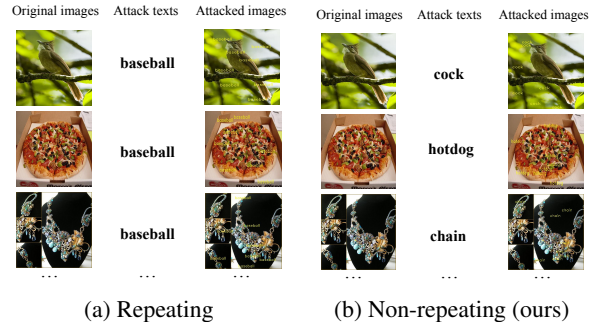 Original images Attack texts Attacked images
baseball
baseball
baseball
... ... ...
(a) Repeating
Original images Attack texts Attacked images
cock
hotdog
chain
... ... ...
(b) Non-repeating (ours)